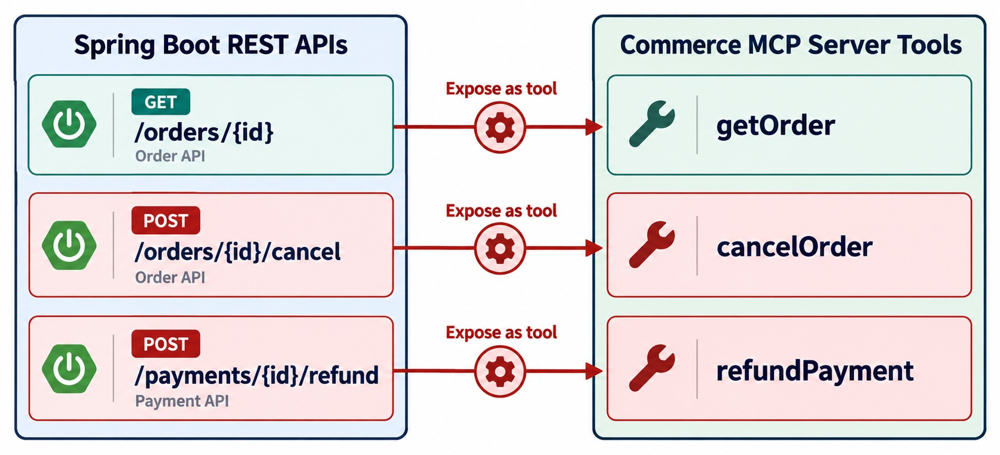 Spring Boot REST APIs
GET
/orders/{id}
Order API
POST
/orders/{id}/cancel
Order API
POST
/payments/{id}/refund
Payment API
Expose as tool
Expose as tool
Expose as tool
Commerce MCP Server Tools
getOrder
cancelOrder
refundPayment